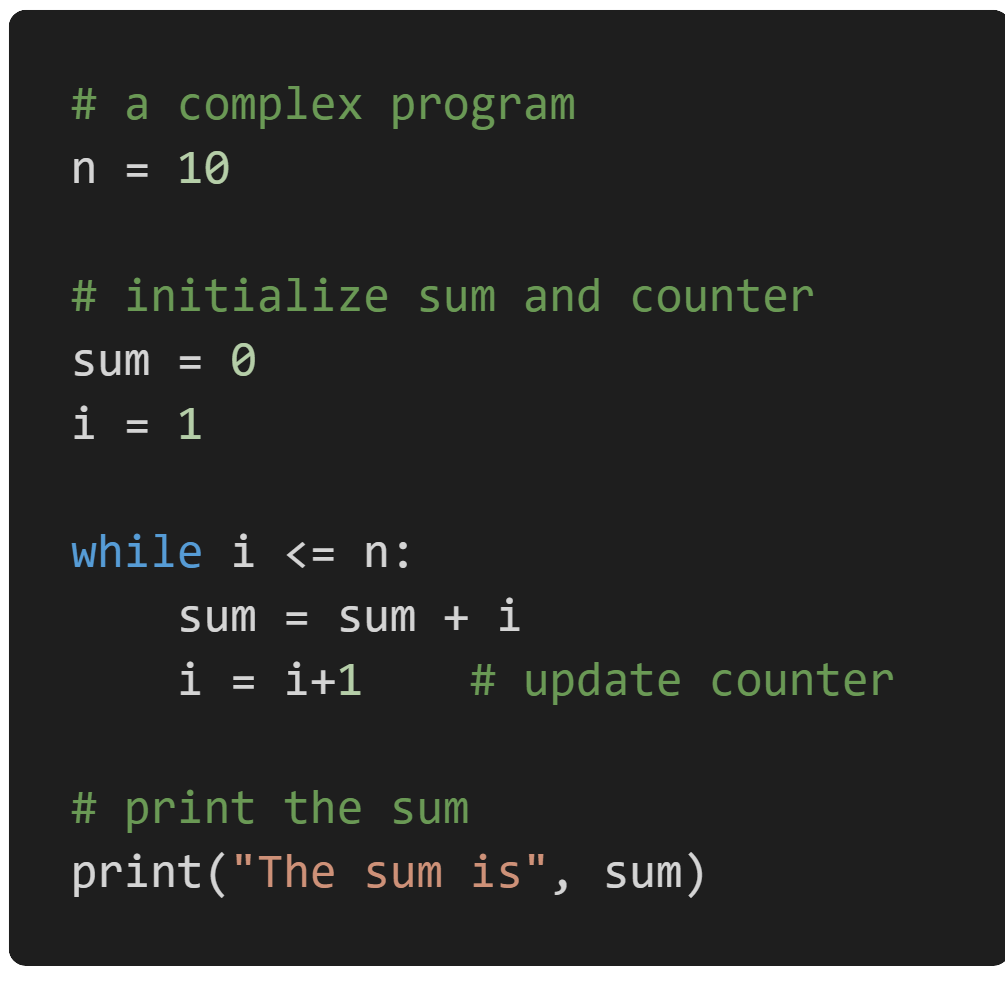 # a complex program
n = 10
# initialize sum and counter
sum = 0
i = 1
while i <= n:
    sum = sum + i
    i = i+1    # update counter
# print the sum
print("The sum is", sum)